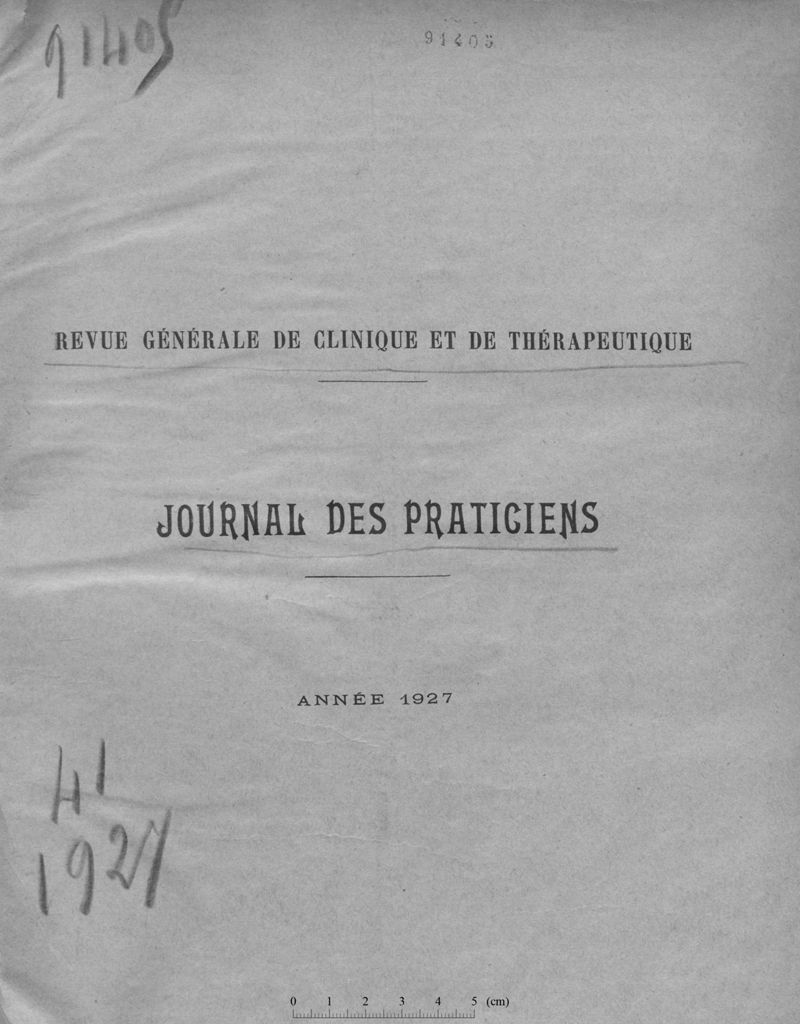 91405
91405
REVUE GÉNÉRALE DE CLINIQUE ET DE THÉRAPEUTIQUE
JOURNAL DES PRATICIENS
ANNÉE 1927
41
1927
0 1 2 3 4 5 (cm)